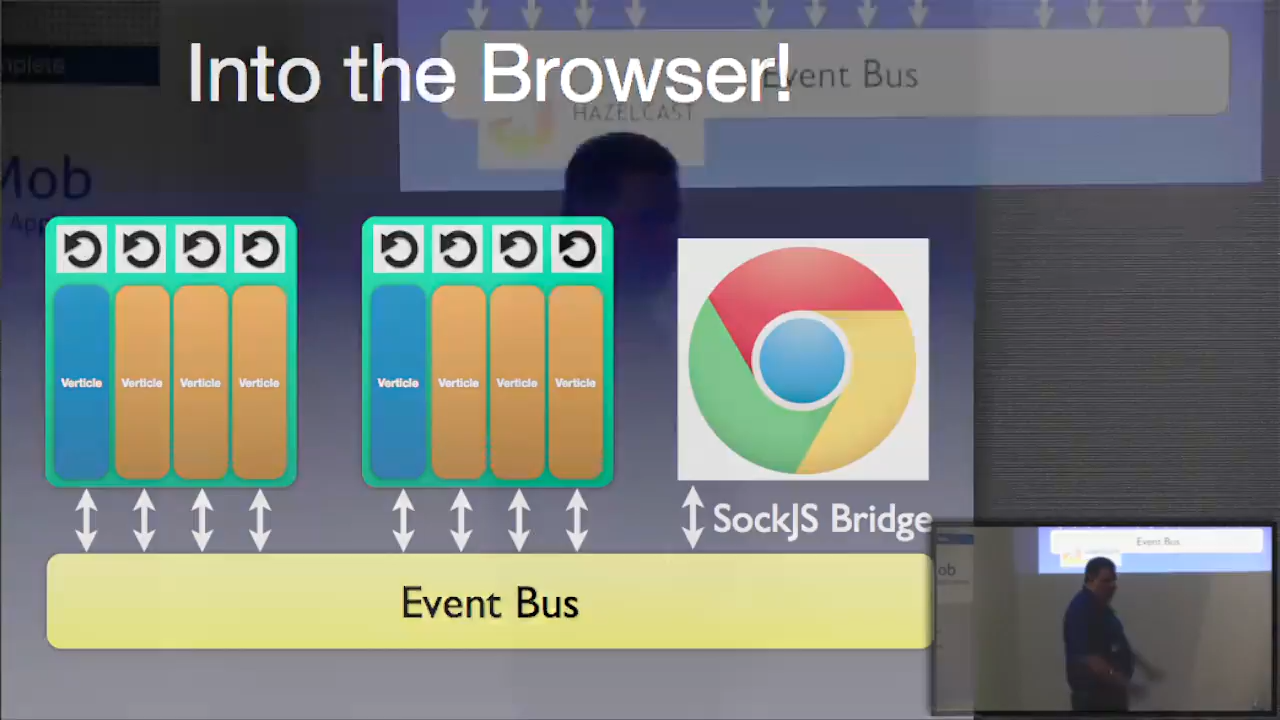 Into the Browser!
Event Bus
HAZELCAST
Mob
Verticle Verticle Verticle Verticle
Verticle Verticle Verticle Verticle
SockJS Bridge
Event Bus
Event Bus
ob